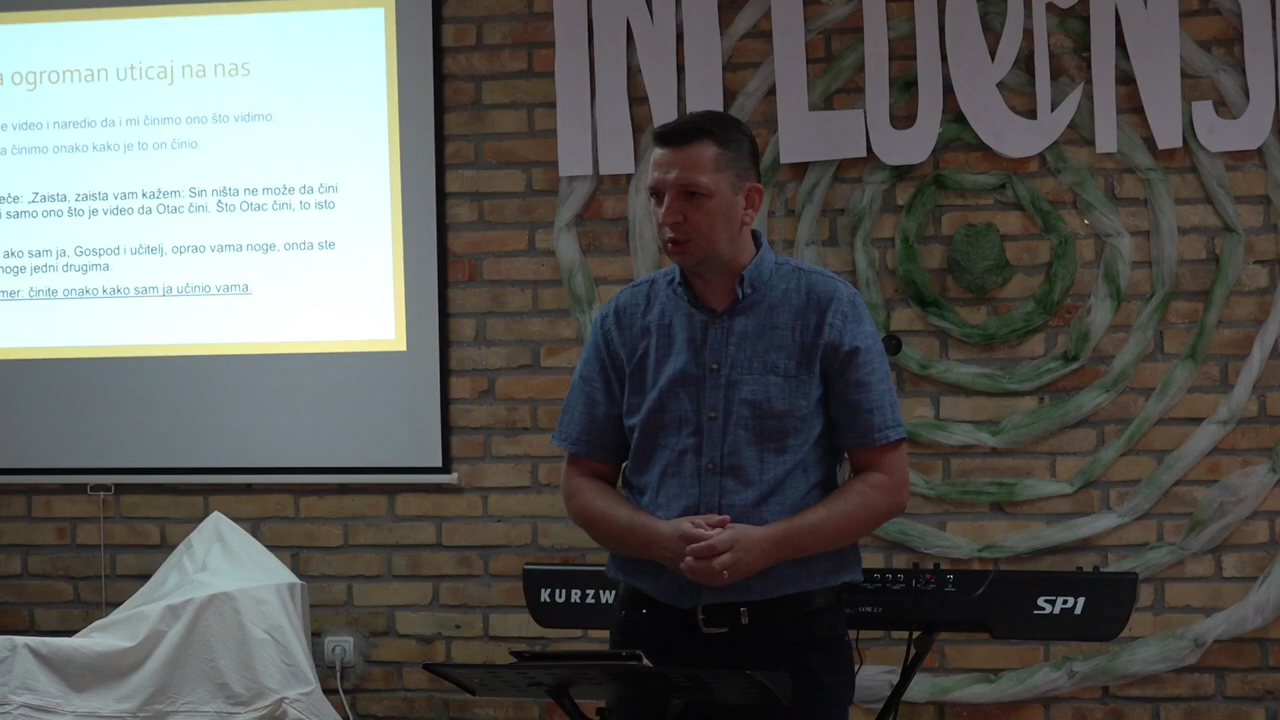 a ogroman uticaj na nas
e video i naredio da i mi činimo ono što vidimo.
a činimo onako kako je to on činio.
eče: „Zaista, zaista vam kažem: Sin ništa ne može da čini
i samo ono što je video da Otac čini. Što Otac čini, to isto
ako sam ja, Gospod i učitelj, oprao vama noge, onda ste
noge jedni drugima.
mer: činite onako kako sam ja učinio vama.
INFLUENS
KURZW
SP1